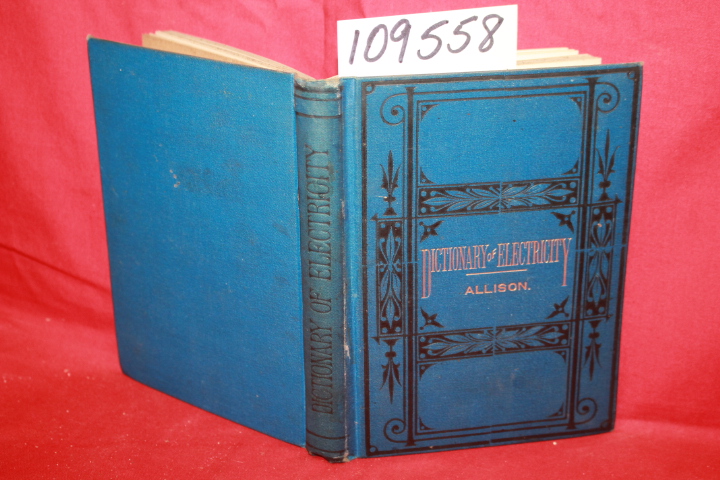 109558
DICTIONARY OF ELECTRICITY
DICTIONARY OF ELECTRICITY
ALLISON.